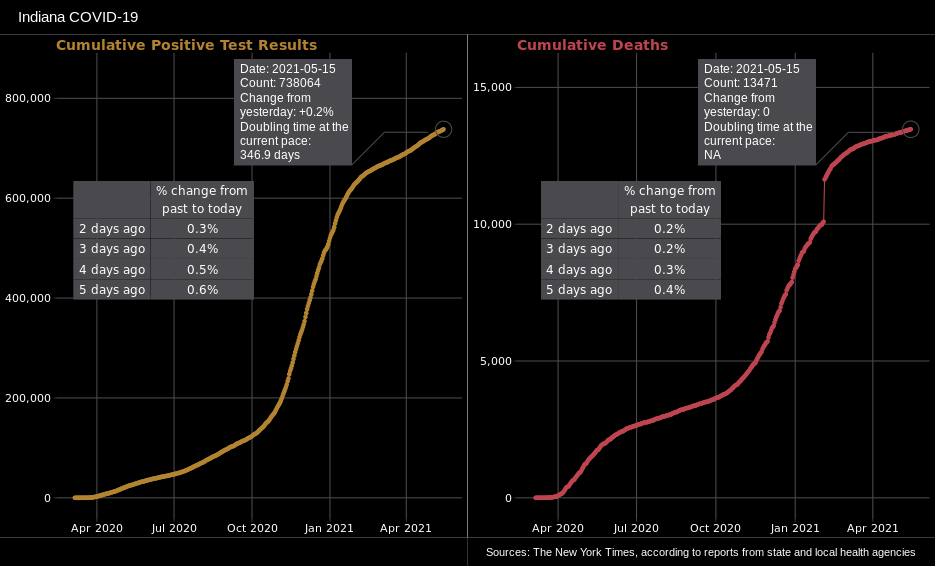 Indiana COVID-19
Cumulative Positive Test Results
Date: 2021-05-15
Count: 738064
Change from
yesterday: +0.2%
Doubling time at the
current pace:
346.9 days
800,000
600,000
400,000
200,000
0
% change from
past to today
2 days ago 0.3%
3 days ago 0.4%
4 days ago 0.5%
5 days ago 0.6%
Apr 2020 Jul 2020 Oct 2020 Jan 2021 Apr 2021
Cumulative Deaths
Date: 2021-05-15
Count: 13471
Change from
yesterday: 0
Doubling time at the
current pace:
NA
15,000
10,000
5,000
0
% change from
past to today
2 days ago 0.2%
3 days ago 0.2%
4 days ago 0.3%
5 days ago 0.4%
Apr 2020 Jul 2020 Oct 2020 Jan 2021 Apr 2021
Sources: The New York Times, according to reports from state and local health agencies